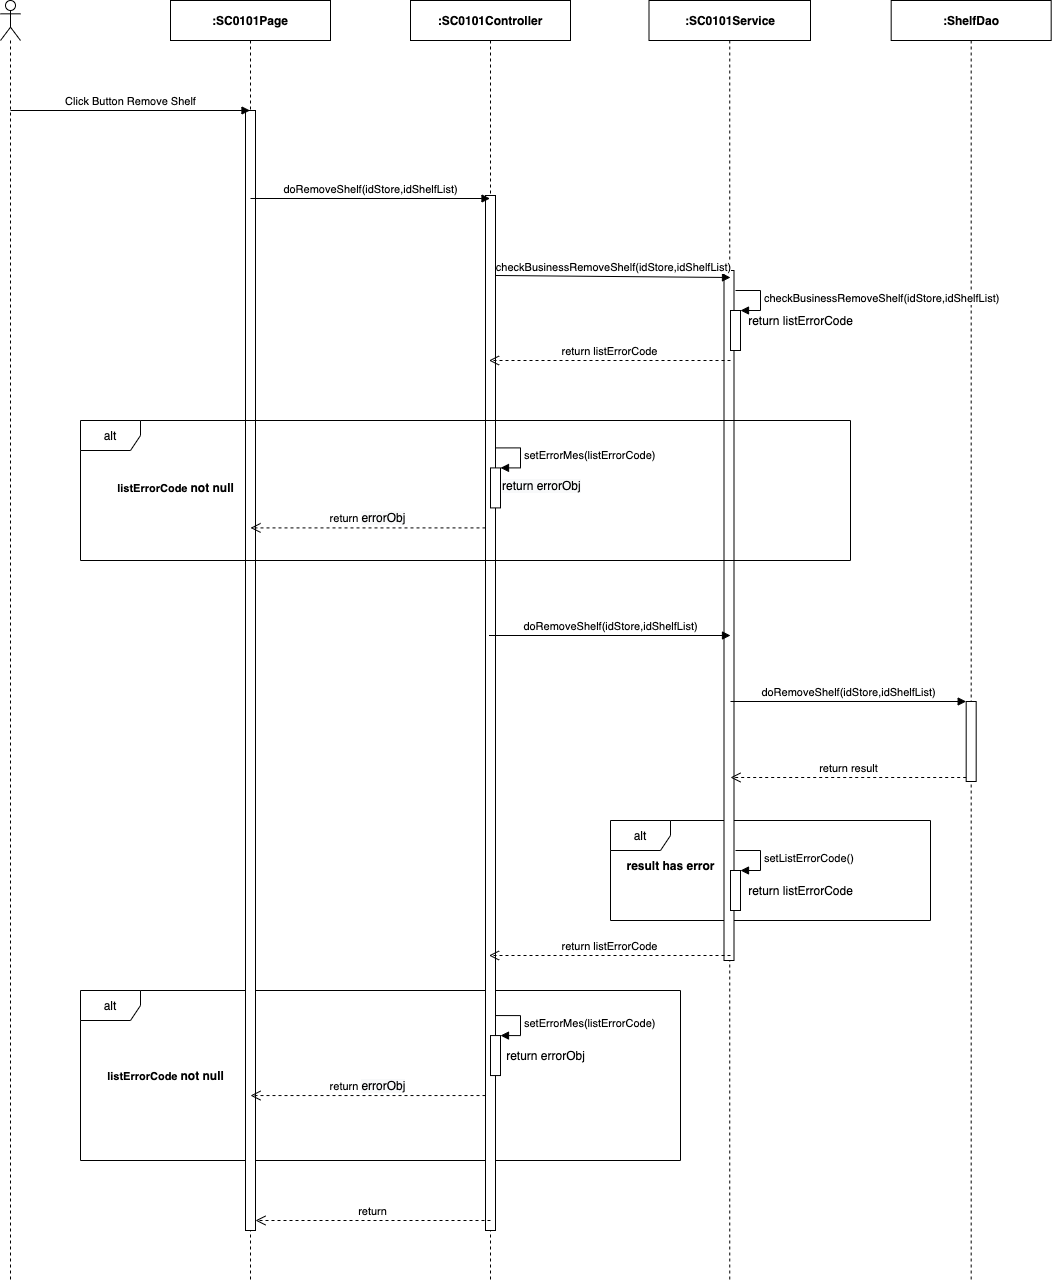 :SC0101Page
:SC0101Controller
:SC0101Service
:ShelfDao
Click Button Remove Shelf
doRemoveShelf(idStore,idShelfList)
checkBusinessRemoveShelf(idStore,idShelfList)
checkBusinessRemoveShelf(idStore,idShelfList)
return listErrorCode
return listErrorCode
alt
setErrorMes(listErrorCode)
listErrorCode not null
return errorObj
return errorObj
doRemoveShelf(idStore,idShelfList)
doRemoveShelf(idStore,idShelfList)
return result
alt
setListErrorCode()
result has error
return listErrorCode
return listErrorCode
alt
setErrorMes(listErrorCode)
return errorObj
listErrorCode not null
return errorObj
return